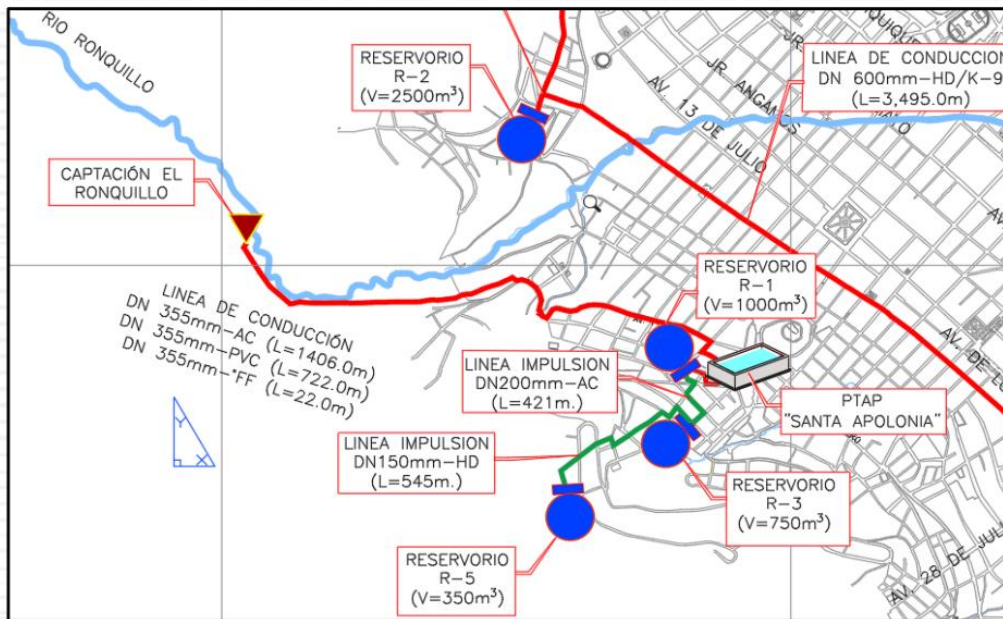 RIO RONQUILLO
RESERVORIO
R-2
(V=2500m³)
JR. ANGAMOS
AV. 13 DE JULIO
LINEA DE CONDUCCION
DN 600mm-HD/K-9
(L=3,495.0m)
CAPTACIÓN EL
RONQUILLO
LINEA DE CONDUCCIÓN
DN 355mm-AC (L=1406.0m)
DN 355mm-PVC (L=722.0m)
DN 355mm-*FF (L=22.0m)
RESERVORIO
R-1
(V=1000m³)
LINEA IMPULSION
DN200mm-AC
(L=421m.)
PTAP
"SANTA APOLONIA"
LINEA IMPULSION
DN150mm-HD
(L=545m.)
RESERVORIO
R-3
(V=750m³)
RESERVORIO
R-5
(V=350m³)
Y
X
AV. 28 DE JUL